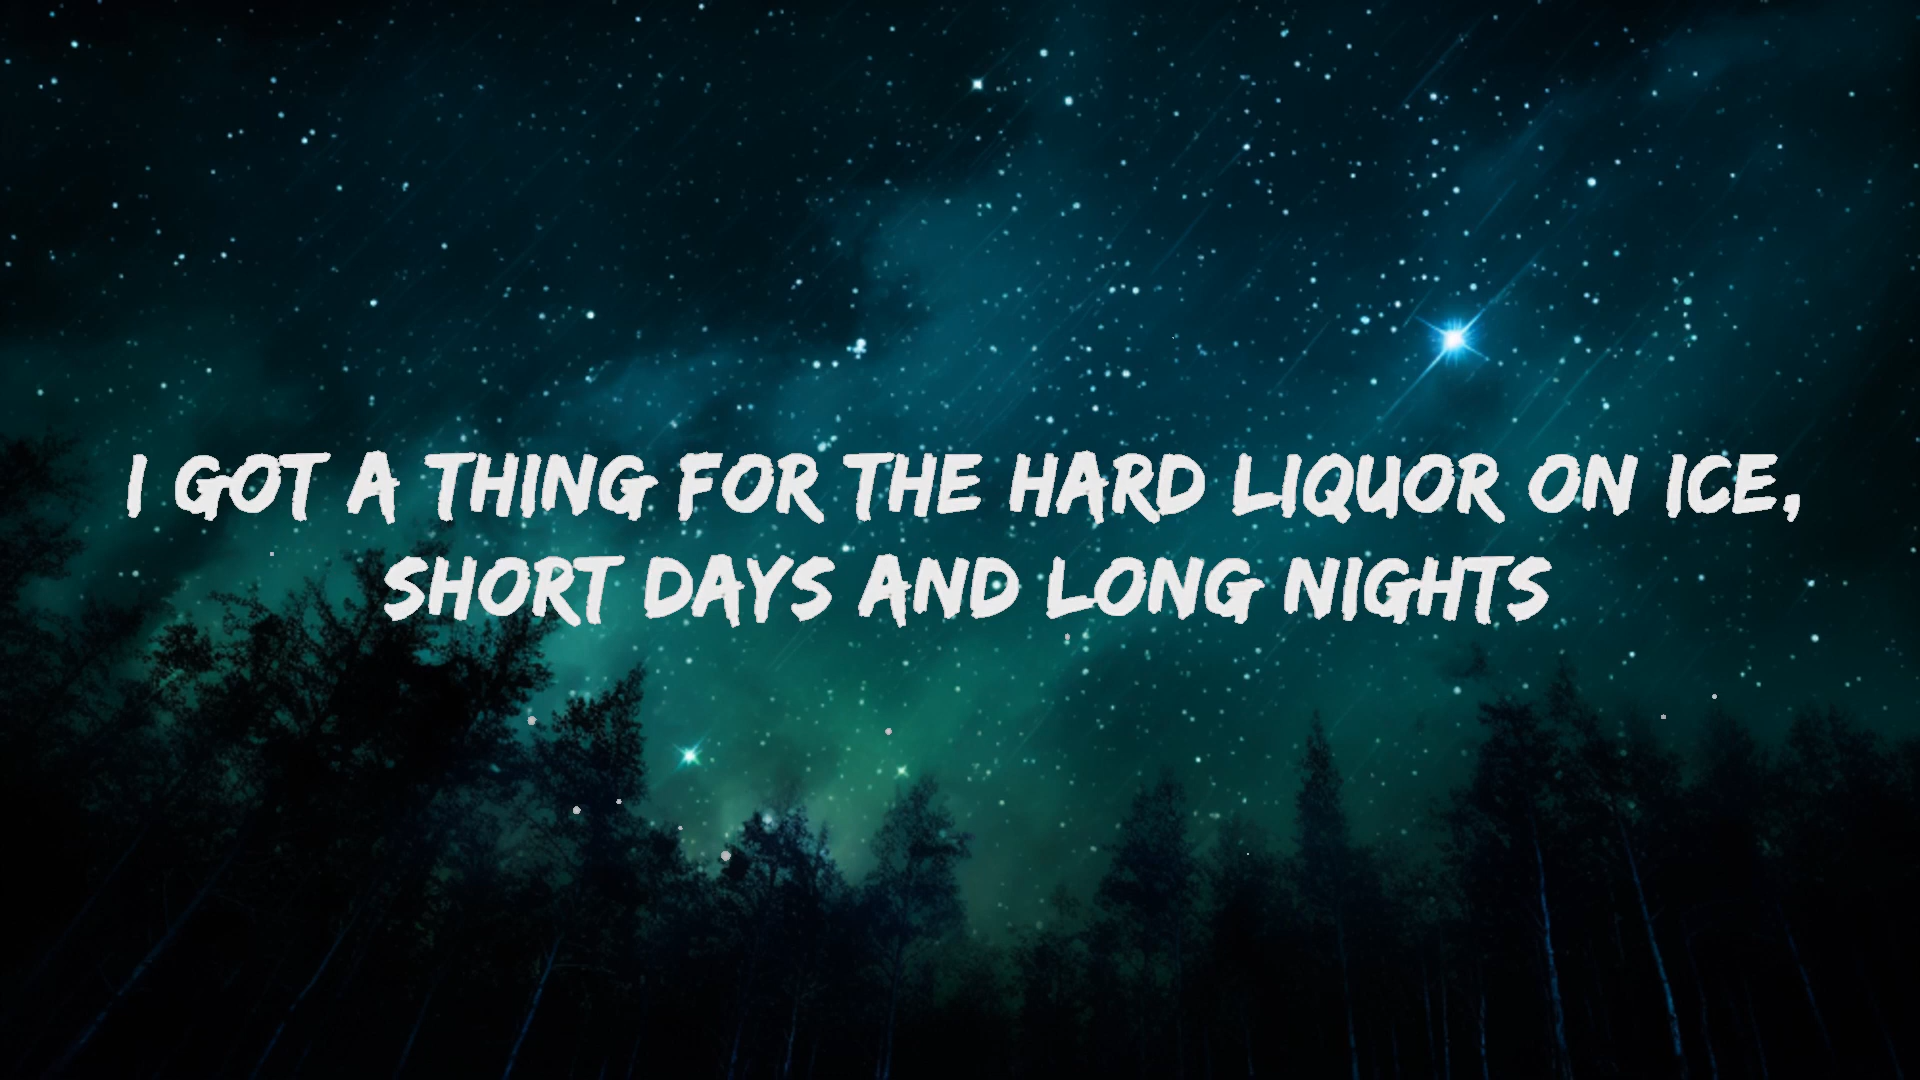 I GOT A THING FOR THE HARD LIQUOR ON ICE,
SHORT DAYS AND LONG NIGHTS